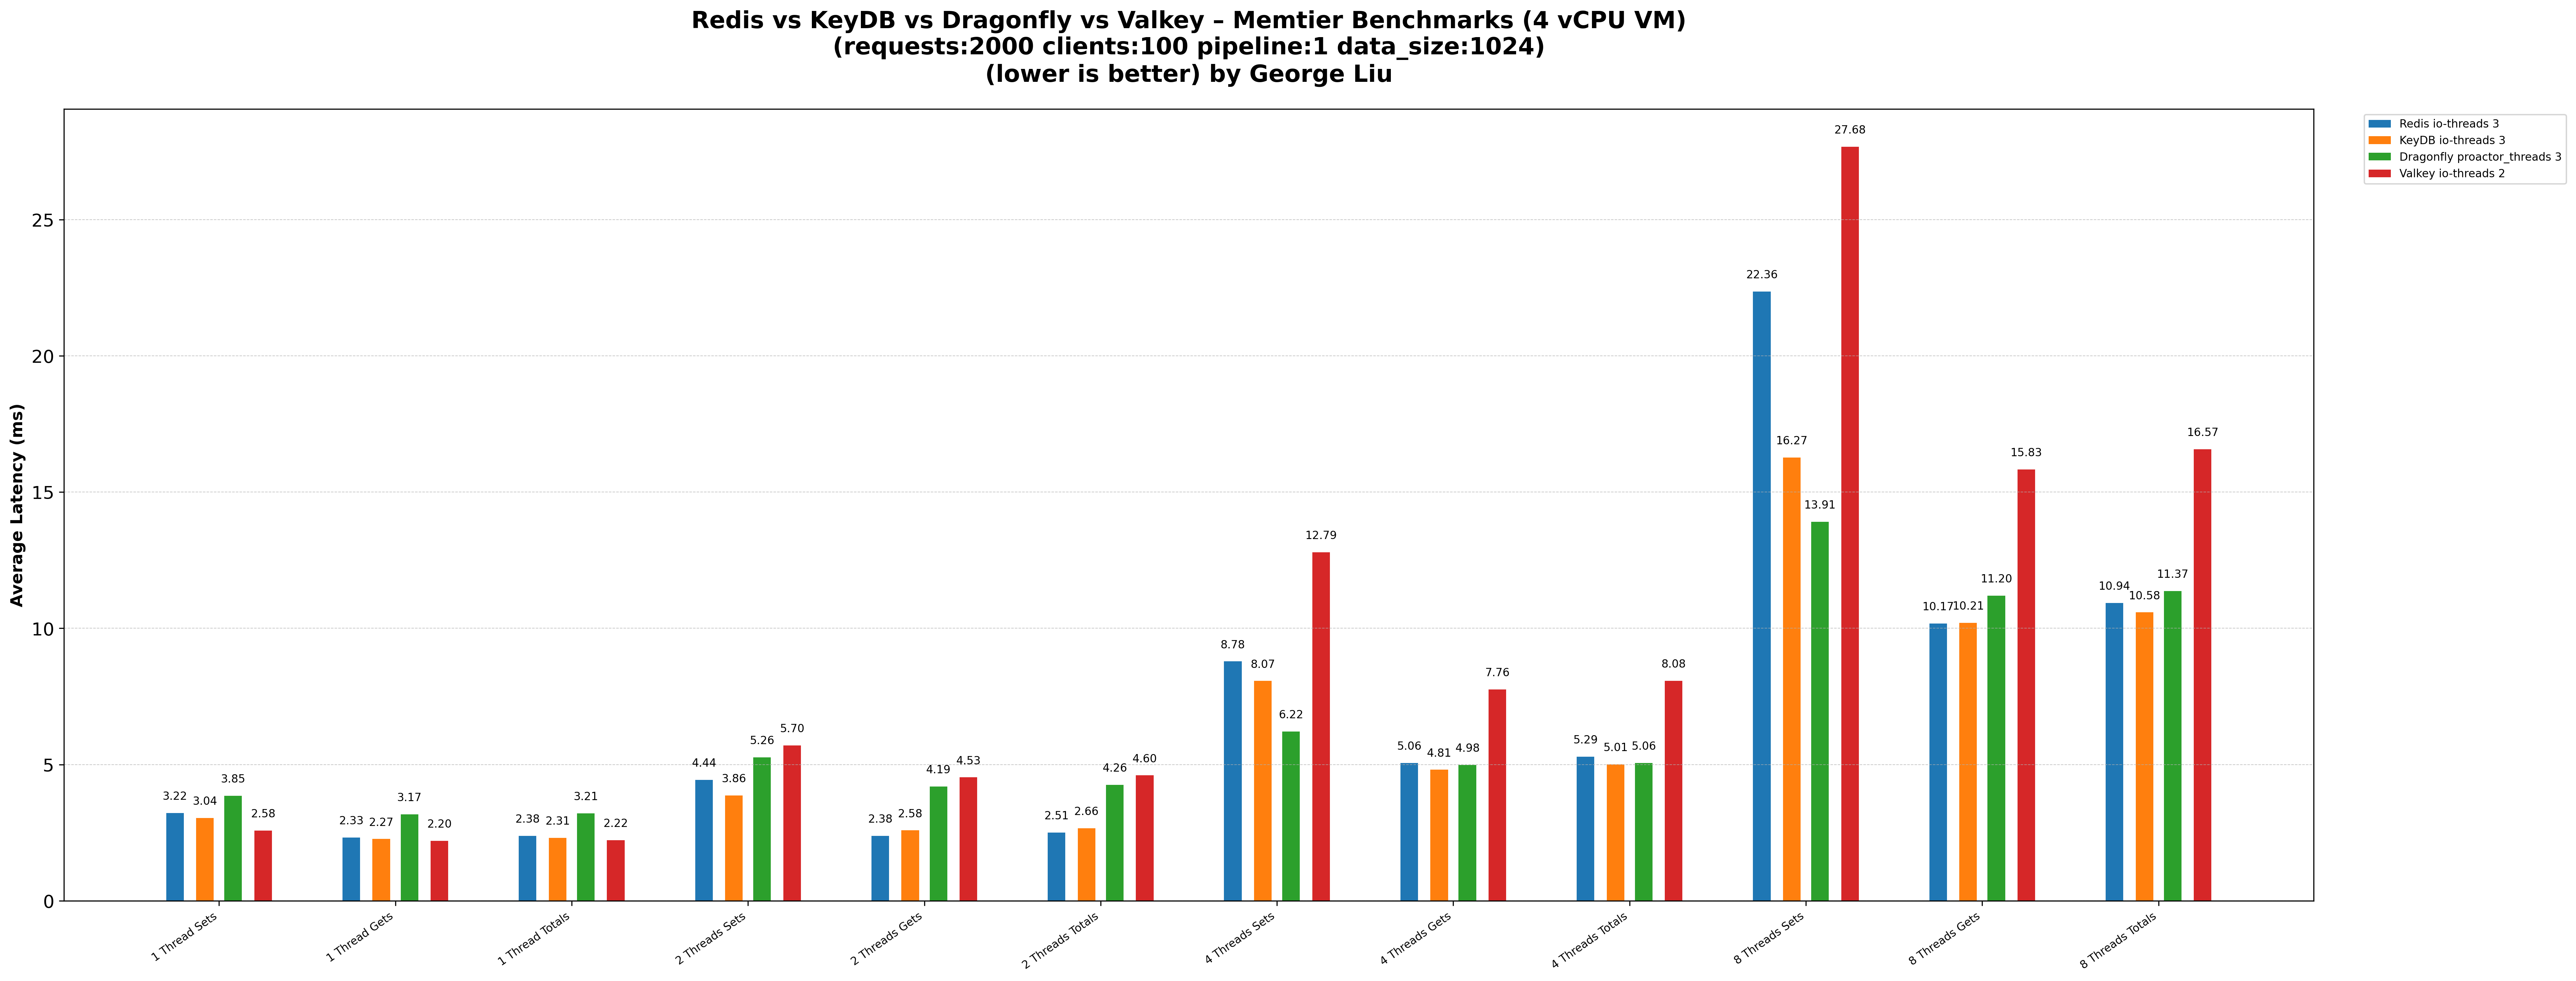 Redis vs KeyDB vs Dragonfly vs Valkey – Memtier Benchmarks (4 vCPU VM)
(requests:2000 clients:100 pipeline:1 data_size:1024)
(lower is better) by George Liu
Redis io-threads 3
KeyDB io-threads 3
Dragonfly proactor_threads 3
Valkey io-threads 2
Average Latency (ms)
25
20
15
10
5
0
3.22 3.04 3.85 2.58
2.33 2.27 3.17 2.20
2.38 2.31 3.21 2.22
4.44 3.86 5.26 5.70
2.38 2.58 4.19 4.53
2.51 2.66 4.26 4.60
8.78 8.07 6.22 12.79
5.06 4.81 4.98 7.76
5.29 5.01 5.06 8.08
22.36 16.27 13.91 27.68
10.17 10.21 11.20 15.83
10.94 10.58 11.37 16.57
1 Thread Sets
1 Thread Gets
1 Thread Totals
2 Threads Sets
2 Threads Gets
2 Threads Totals
4 Threads Sets
4 Threads Gets
4 Threads Totals
8 Threads Sets
8 Threads Gets
8 Threads Totals